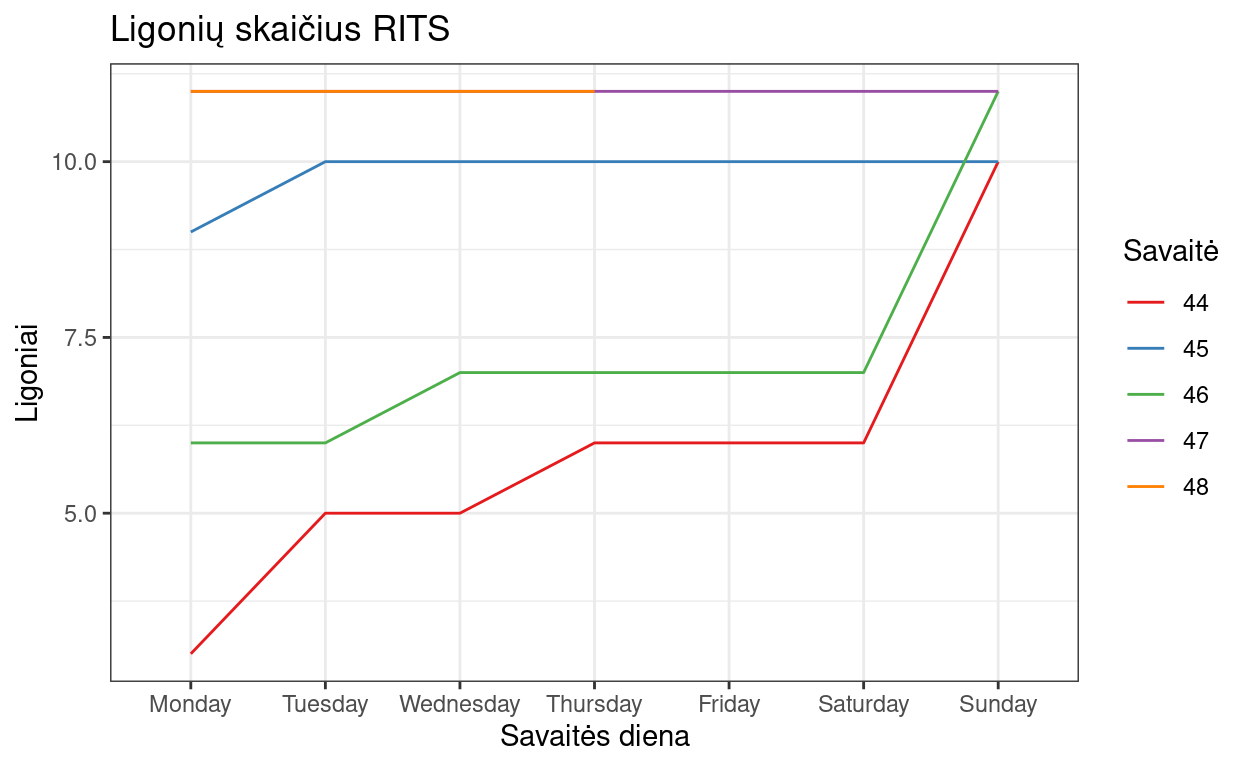 Ligonių skaičius RITS
Ligoniai
10.0
7.5
5.0
Monday Tuesday Wednesday Thursday Friday Saturday Sunday
Savaitės diena
Savaitė
44
45
46
47
48